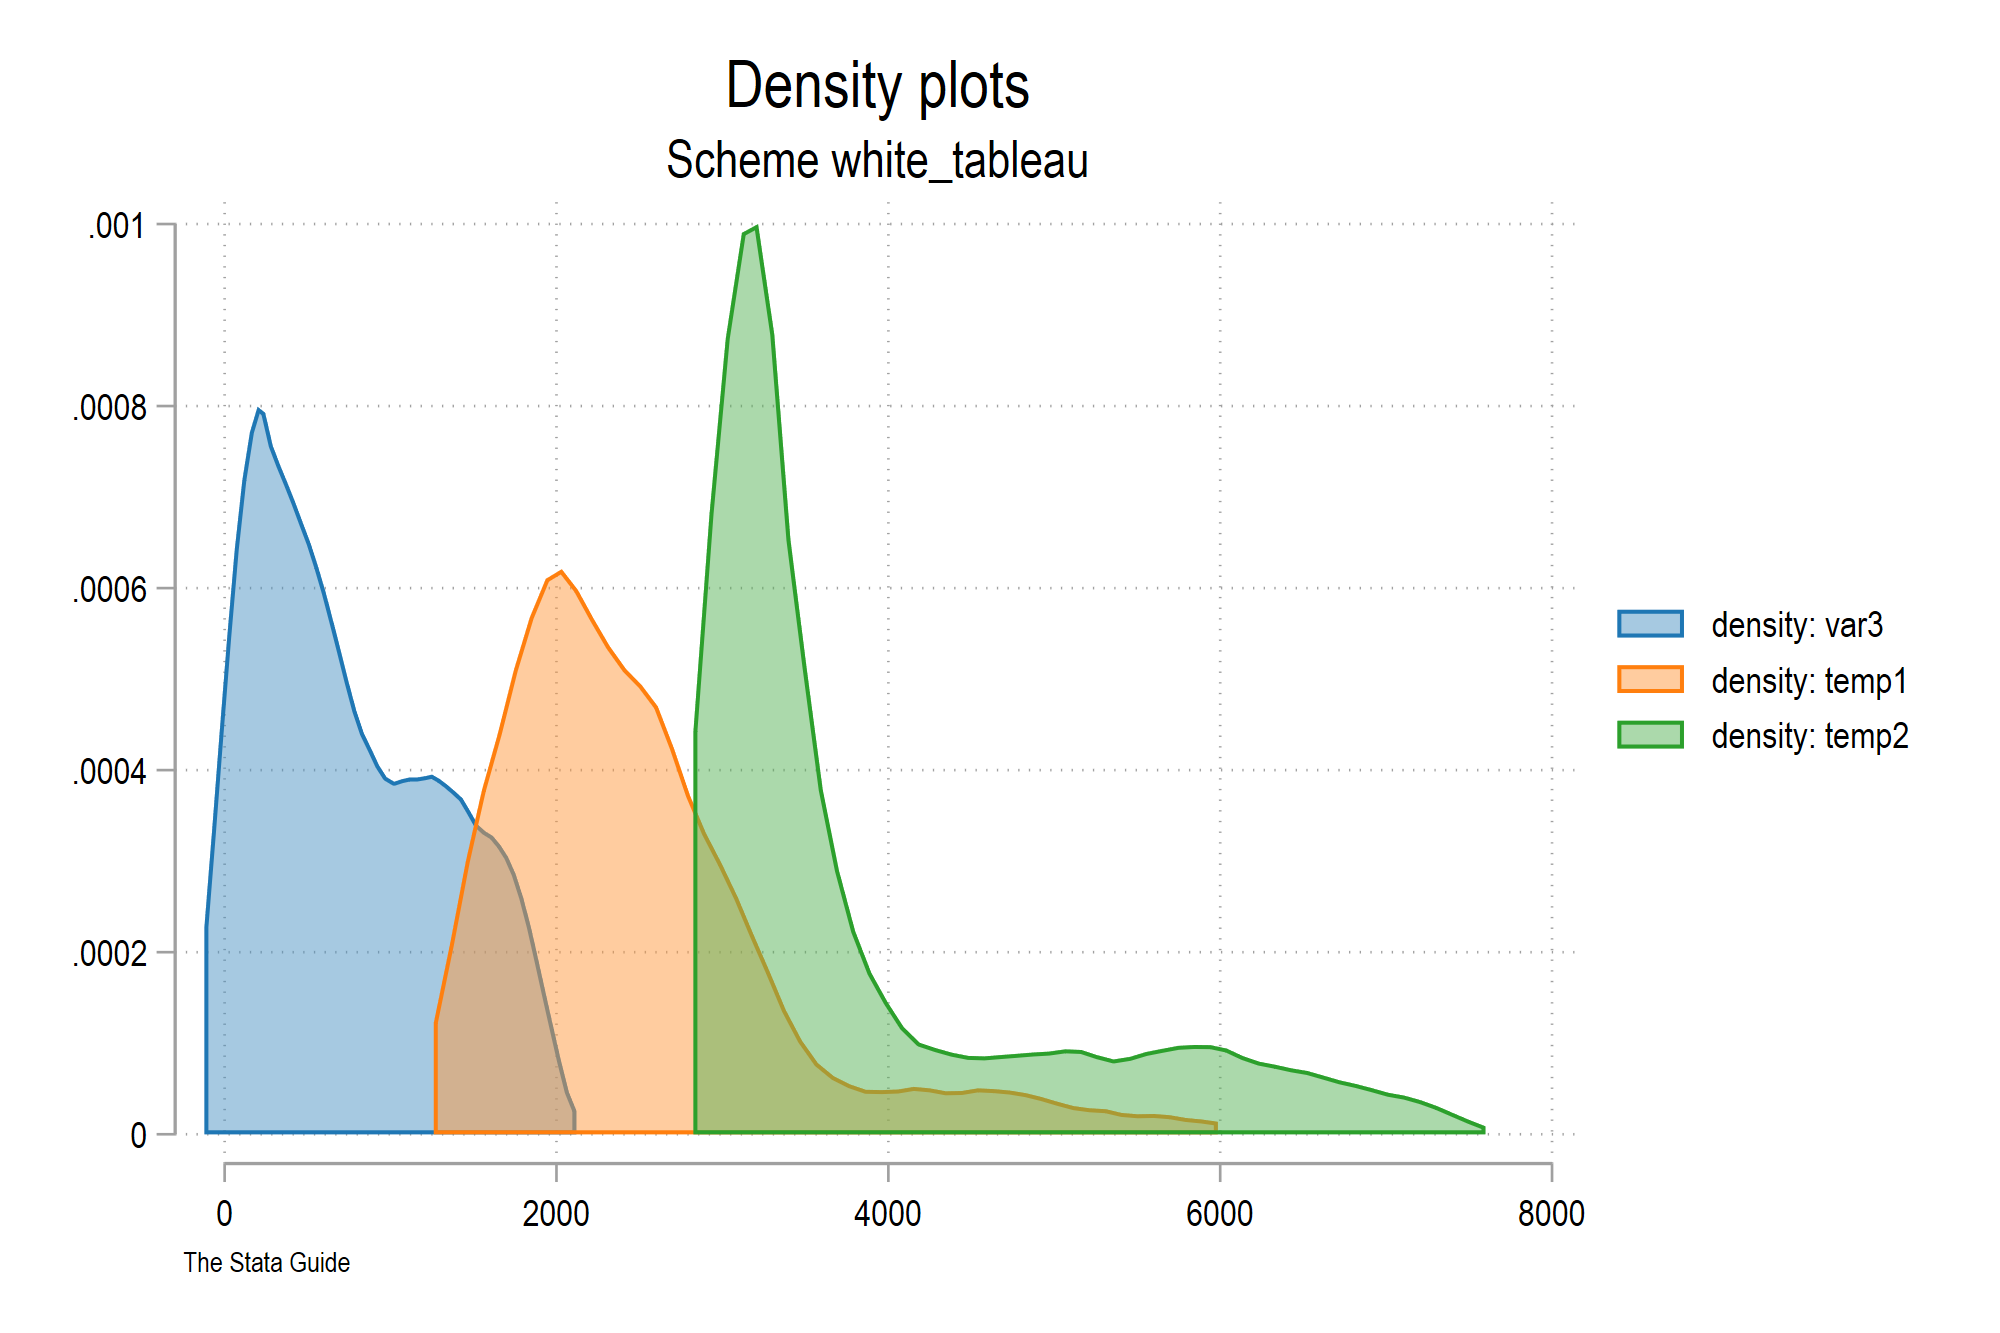 Density plots
Scheme white_tableau
.001
.0008
.0006
.0004
.0002
0
0 2000 4000 6000 8000
density: var3
density: temp1
density: temp2
The Stata Guide